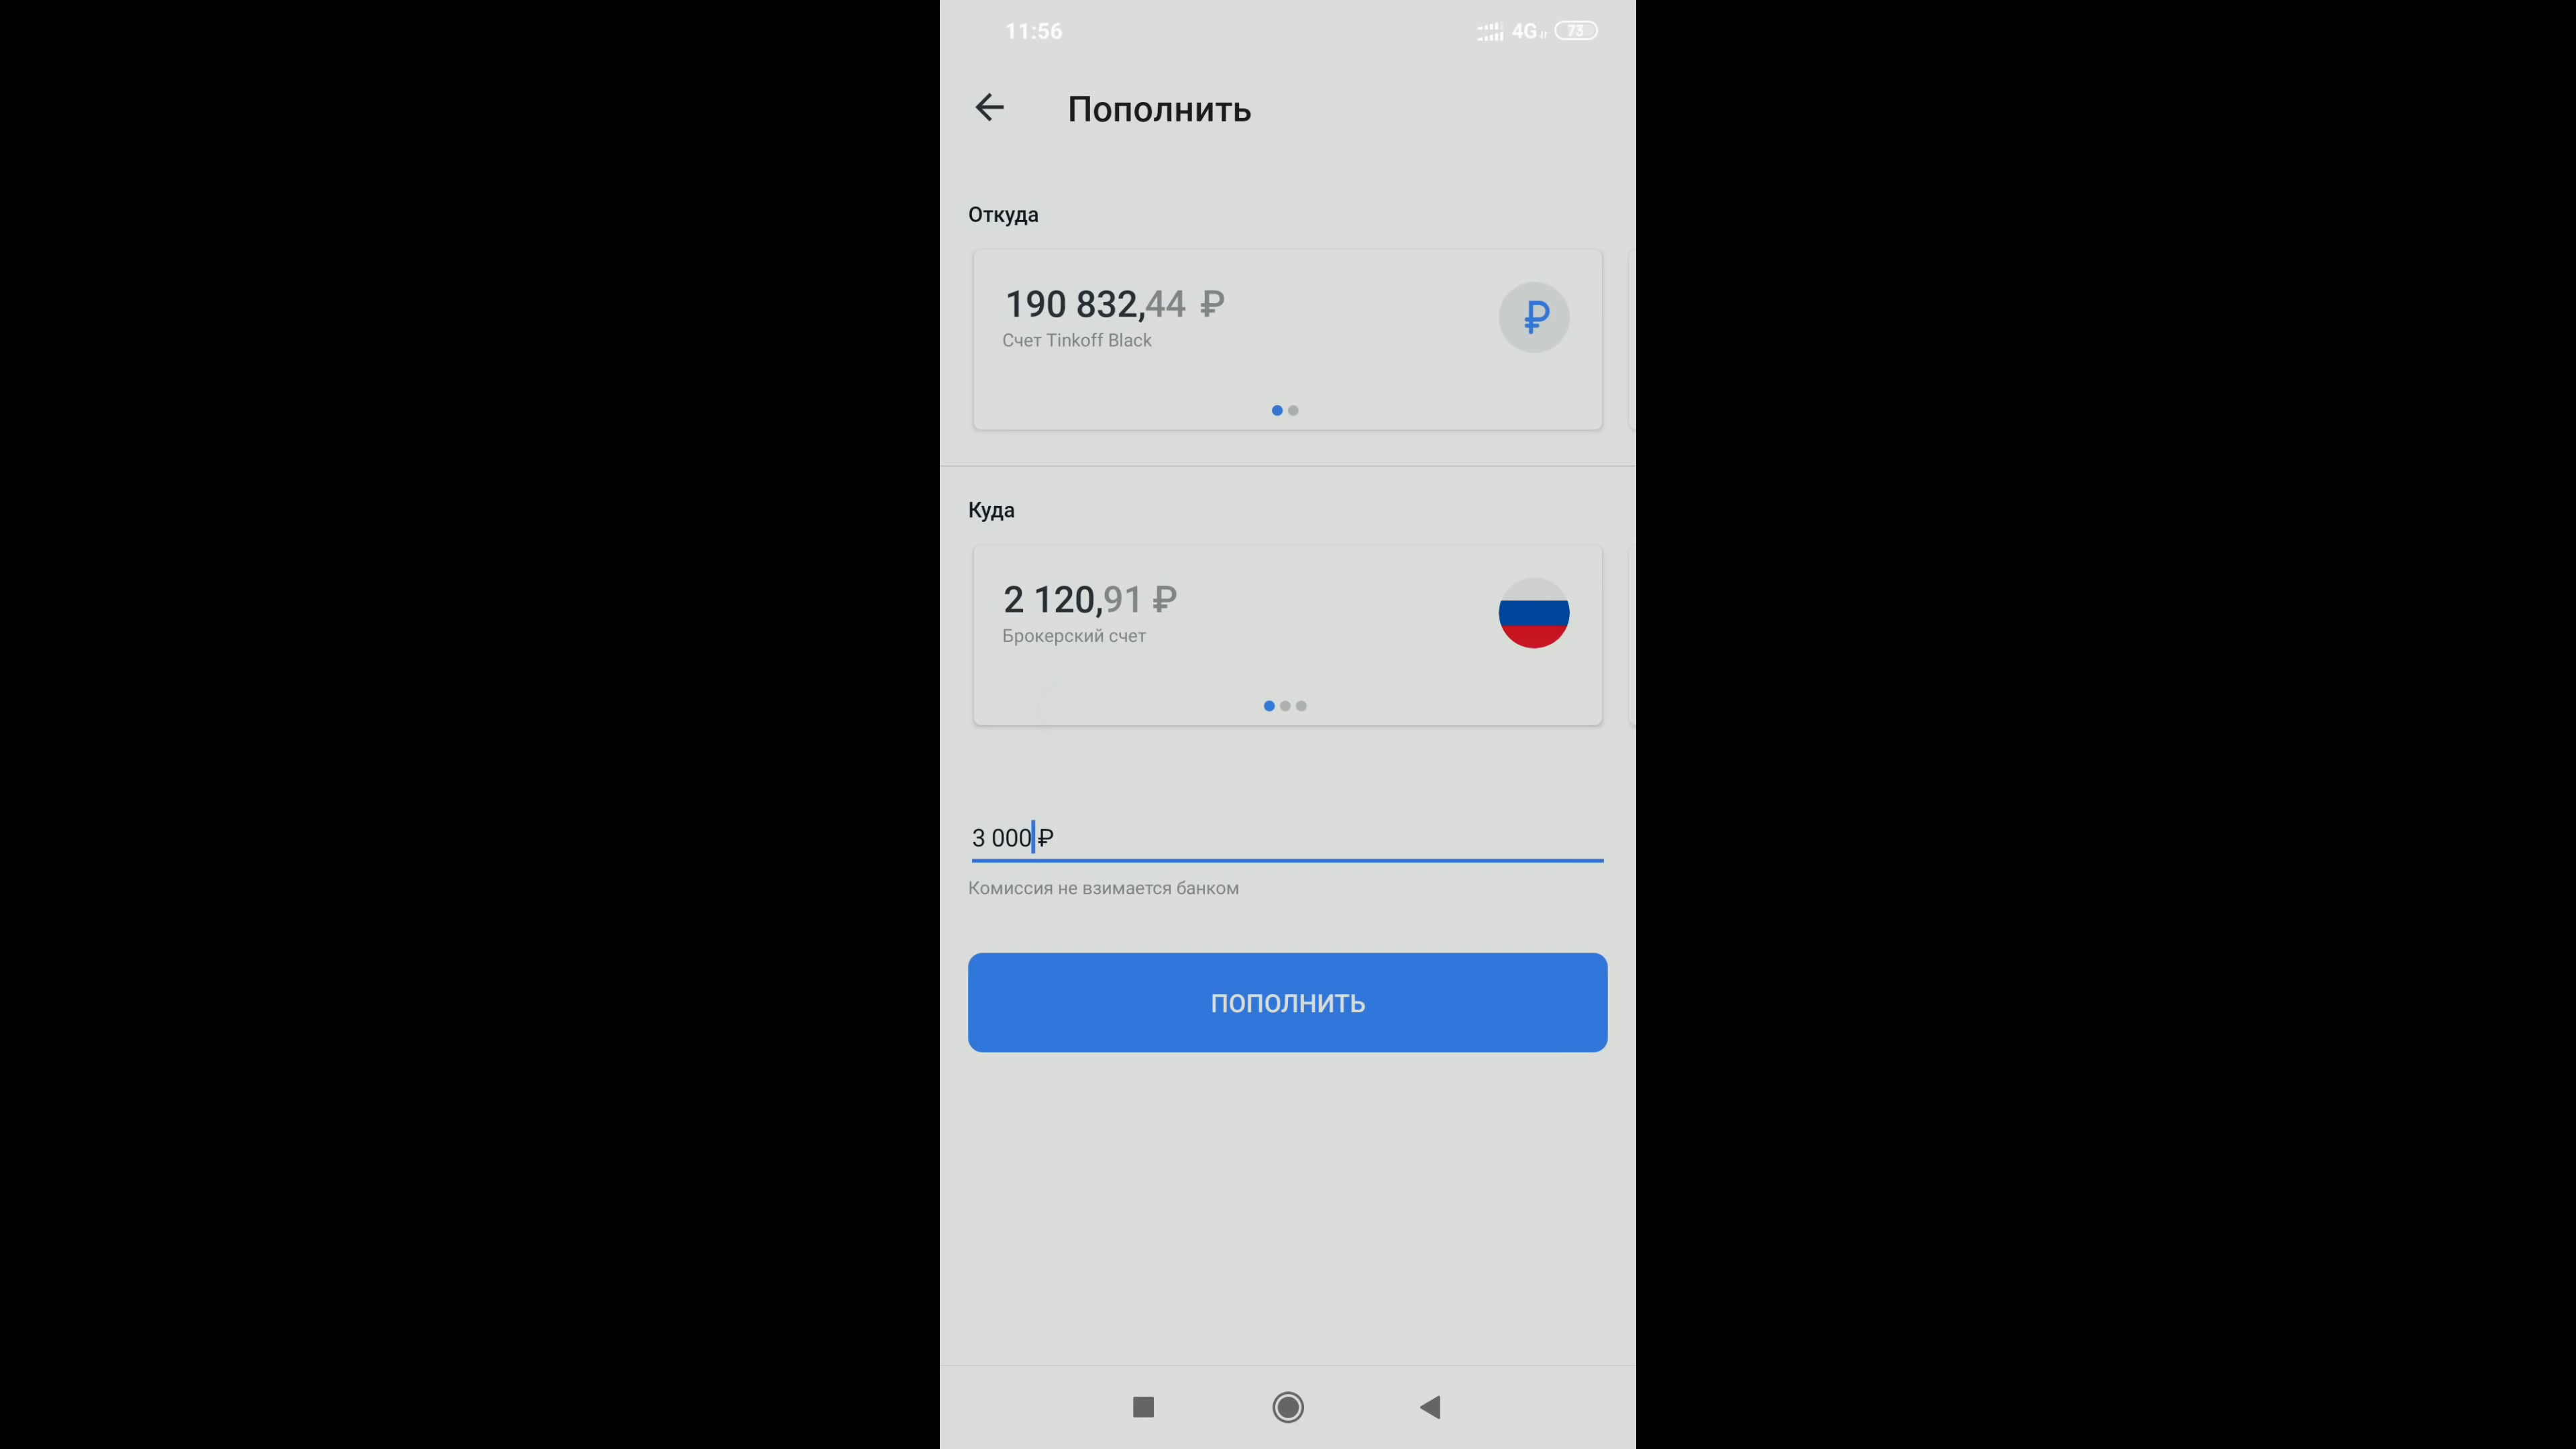 11:56
4G 73
Пополнить
Откуда
190 832,44 ₽
Счет Tinkoff Black
₽
Куда
2 120,91 ₽
Брокерский счет
3 000 ₽
Комиссия не взимается банком
ПОПОЛНИТЬ